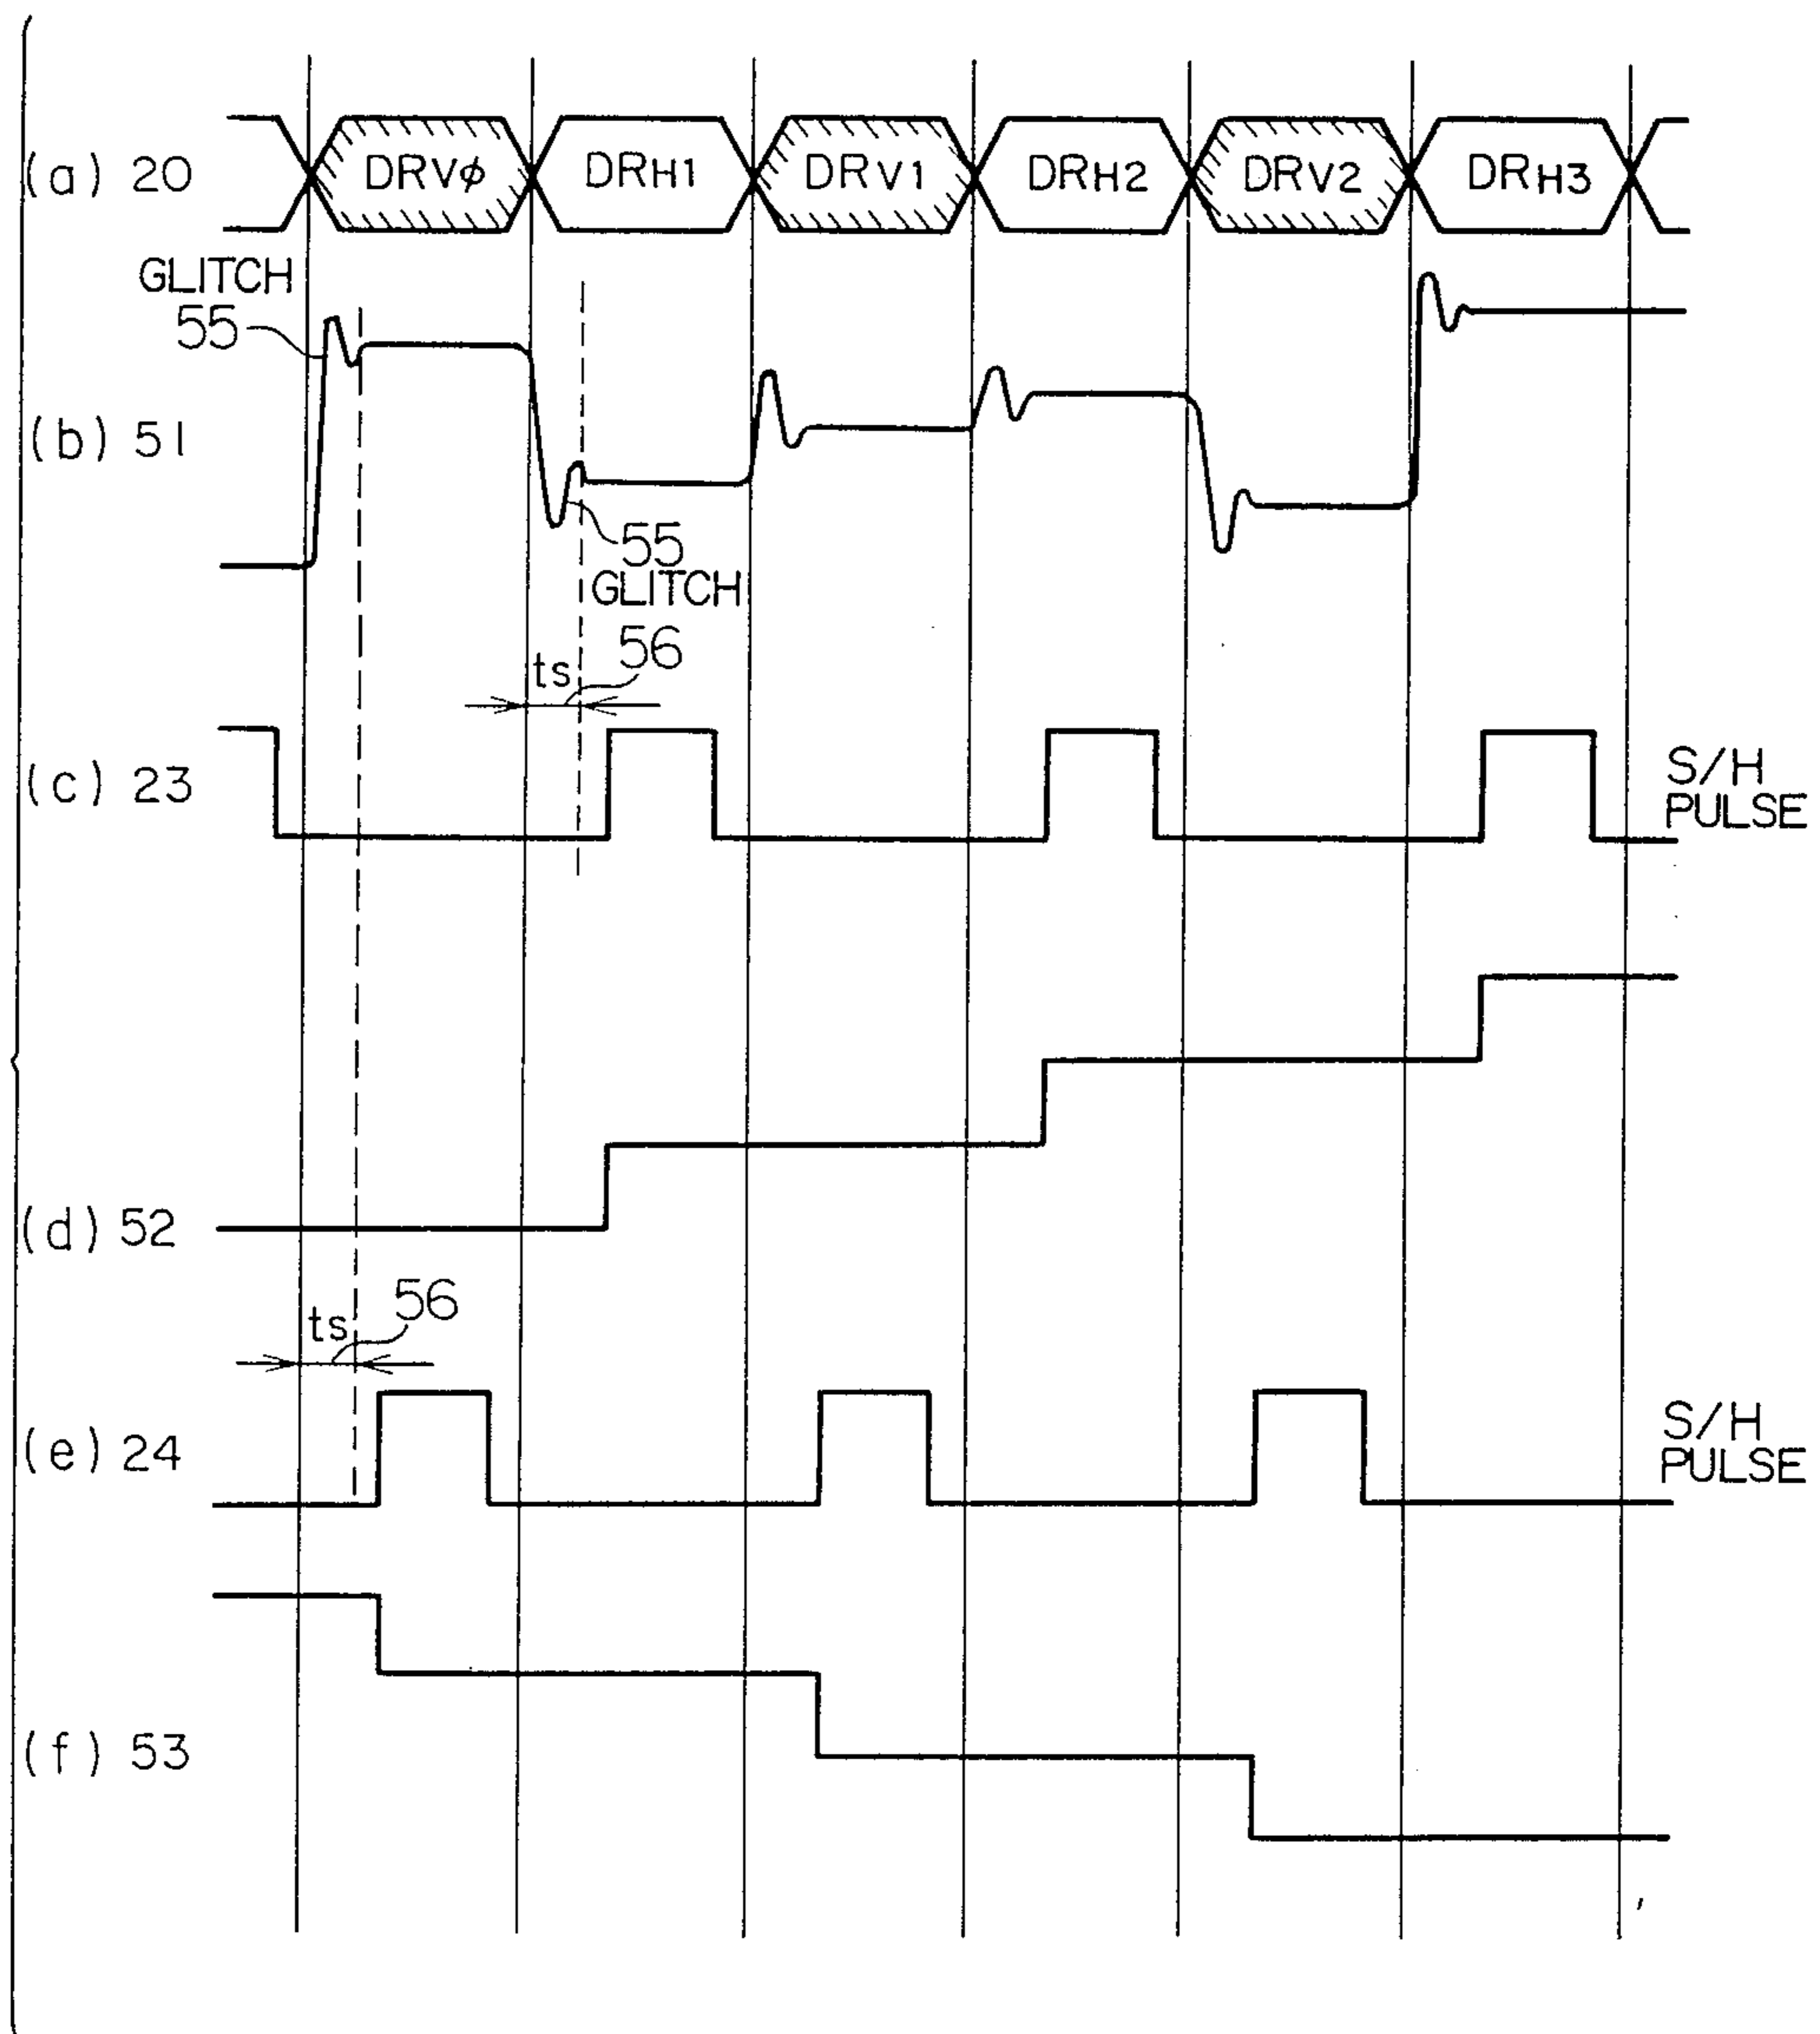 (a) 20 DRVφ DRH1 DRV1 DRH2 DRV2 DRH3
GLITCH
55
(b) 51
55
GLITCH
ts 56
(c) 23
S/H
PULSE
(d) 52
ts 56
(e) 24
S/H
PULSE
(f) 53